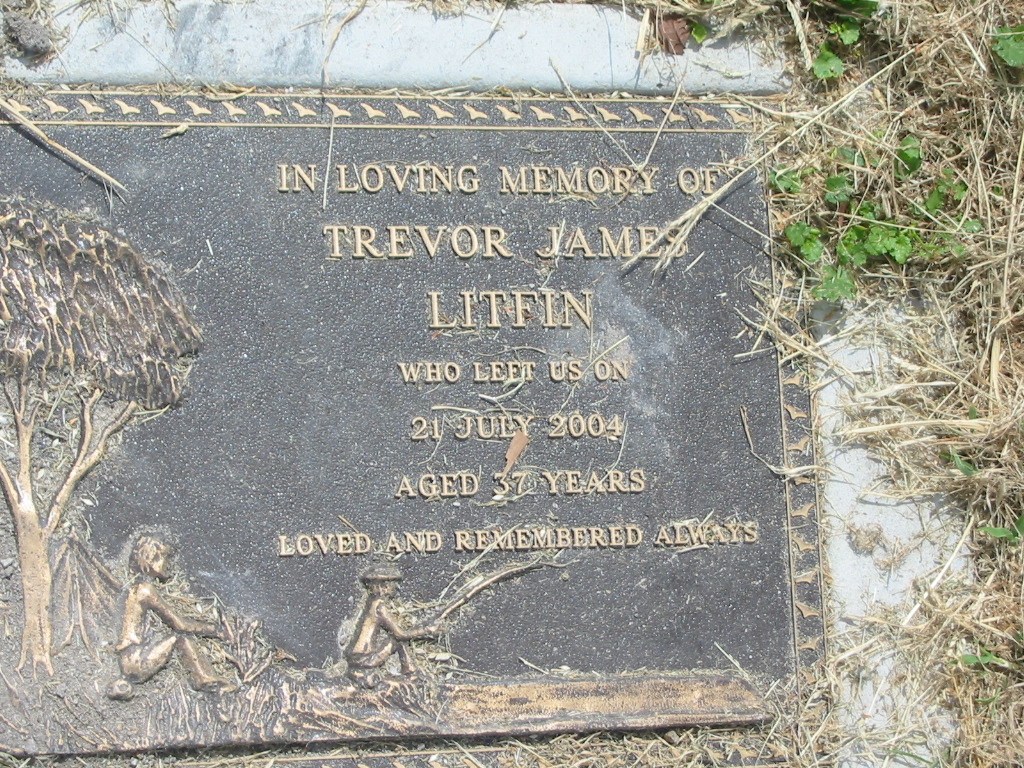 IN LOVING MEMORY OF
TREVOR JAMES
LITFIN
WHO LEFT US ON
21 JULY 2004
AGED 37 YEARS
LOVED AND REMEMBERED ALWAYS